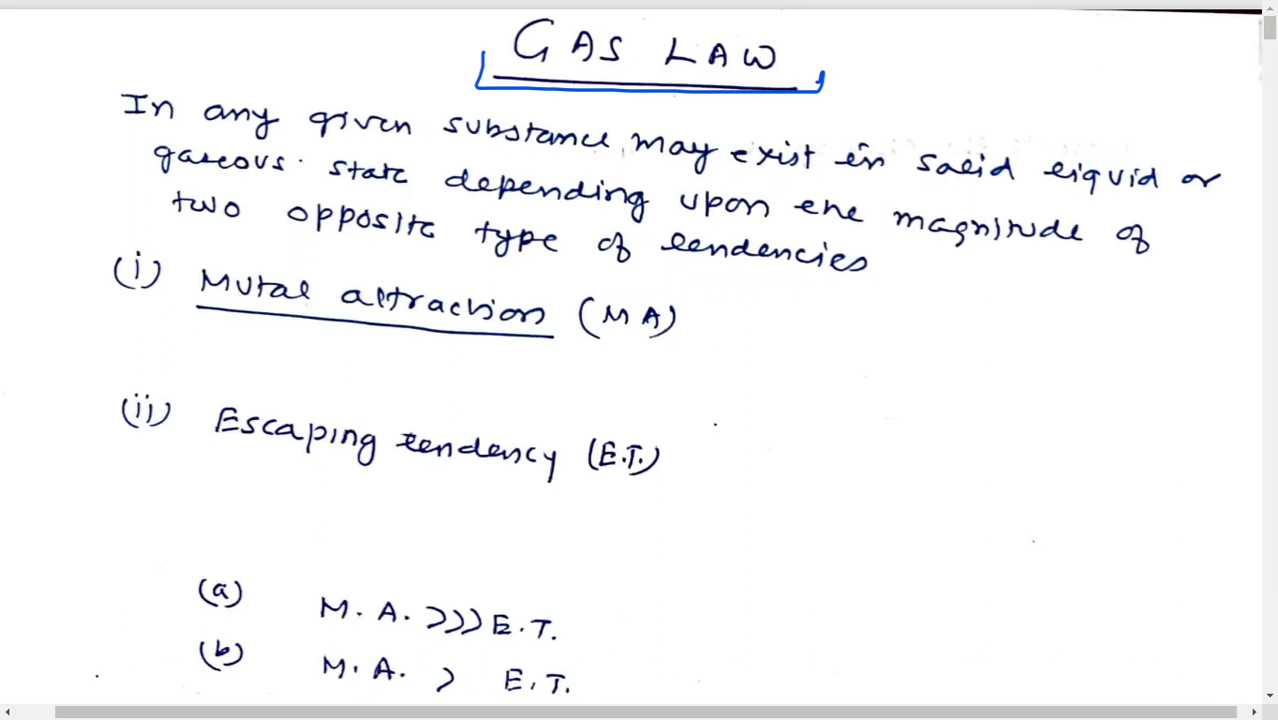 GAS LAW
In any given substance may exist in solid liquid or
gaseous state depending upon the magnitude of
two opposite type of tendencies
(i) Mutal attraction (MA)
(ii) Escaping tendency (E.T.)
(a) M. A. >>> E. T.
(b) M. A. > E. T.